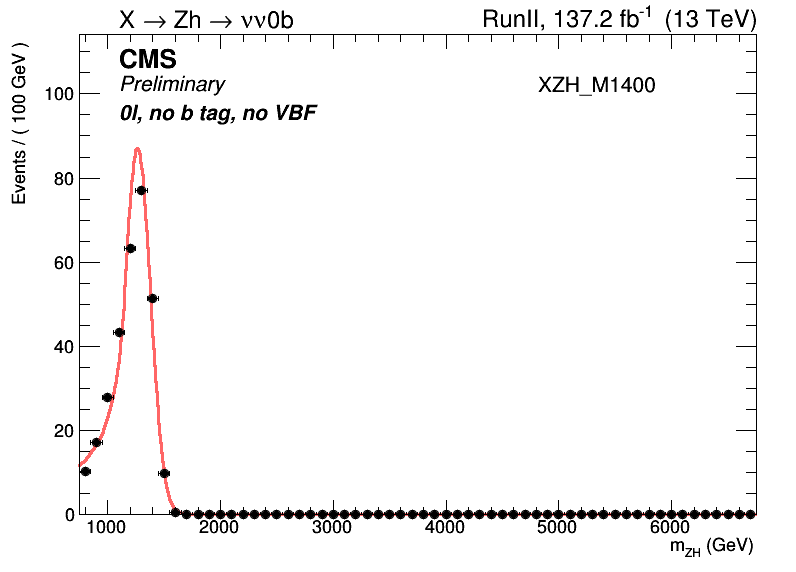 X → Zh → νν0b
RunII, 137.2 fb⁻¹ (13 TeV)
CMS
Preliminary
0l, no b tag, no VBF
XZH_M1400
Events / ( 100 GeV )
100
80
60
40
20
0
1000 2000 3000 4000 5000 6000
m_ZH (GeV)